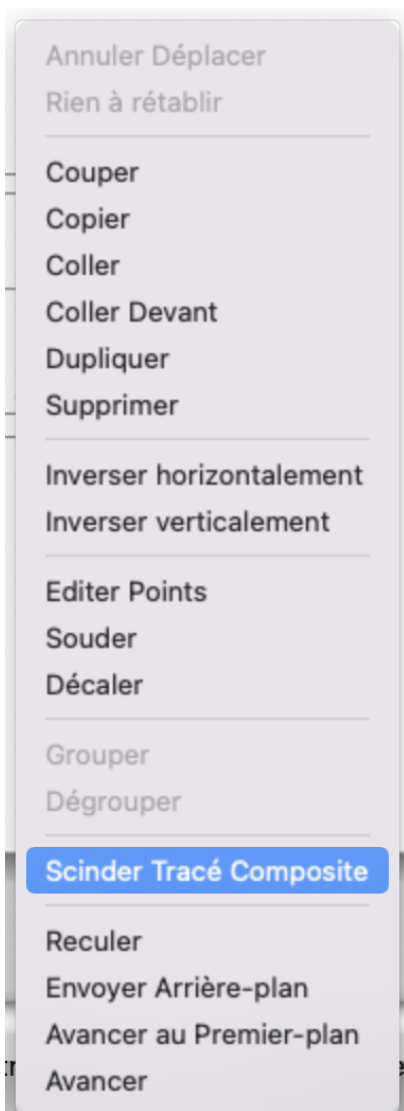 Annuler Déplacer
Rien à rétablir
Couper
Copier
Coller
Coller Devant
Dupliquer
Supprimer
Inverser horizontalement
Inverser verticalement
Editer Points
Souder
Décaler
Grouper
Dégrouper
Scinder Tracé Composite
Reculer
Envoyer Arrière-plan
Avancer au Premier-plan
Avancer